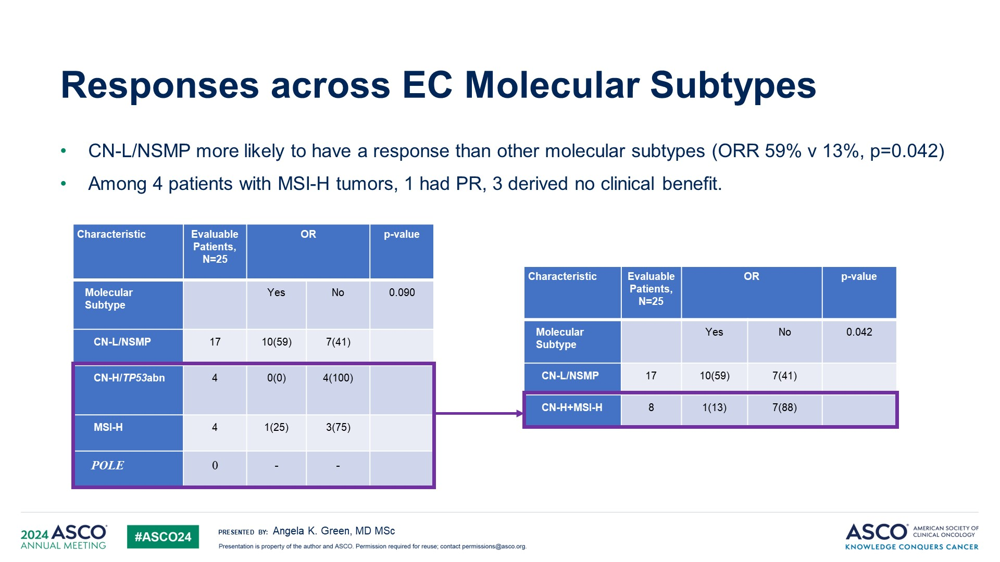 Responses across EC Molecular Subtypes
• CN-L/NSMP more likely to have a response than other molecular subtypes (ORR 59% v 13%, p=0.042)
• Among 4 patients with MSI-H tumors, 1 had PR, 3 derived no clinical benefit.
Characteristic
Evaluable
Patients,
N=25
OR
p-value
Molecular
Subtype
Yes
No
0.090
CN-L/NSMP
17
10(59)
7(41)
CN-H/TP53abn
4
0(0)
4(100)
MSI-H
4
1(25)
3(75)
POLE
0
-
-
Characteristic
Evaluable
Patients,
N=25
OR
p-value
Molecular
Subtype
Yes
No
0.042
CN-L/NSMP
17
10(59)
7(41)
CN-H+MSI-H
8
1(13)
7(88)
2024 ASCO®
ANNUAL MEETING
#ASCO24
PRESENTED BY: Angela K. Green, MD MSc
Presentation is property of the author and ASCO. Permission required for reuse; contact permissions@asco.org.
ASCO®
AMERICAN SOCIETY OF
CLINICAL ONCOLOGY
KNOWLEDGE CONQUERS CANCER